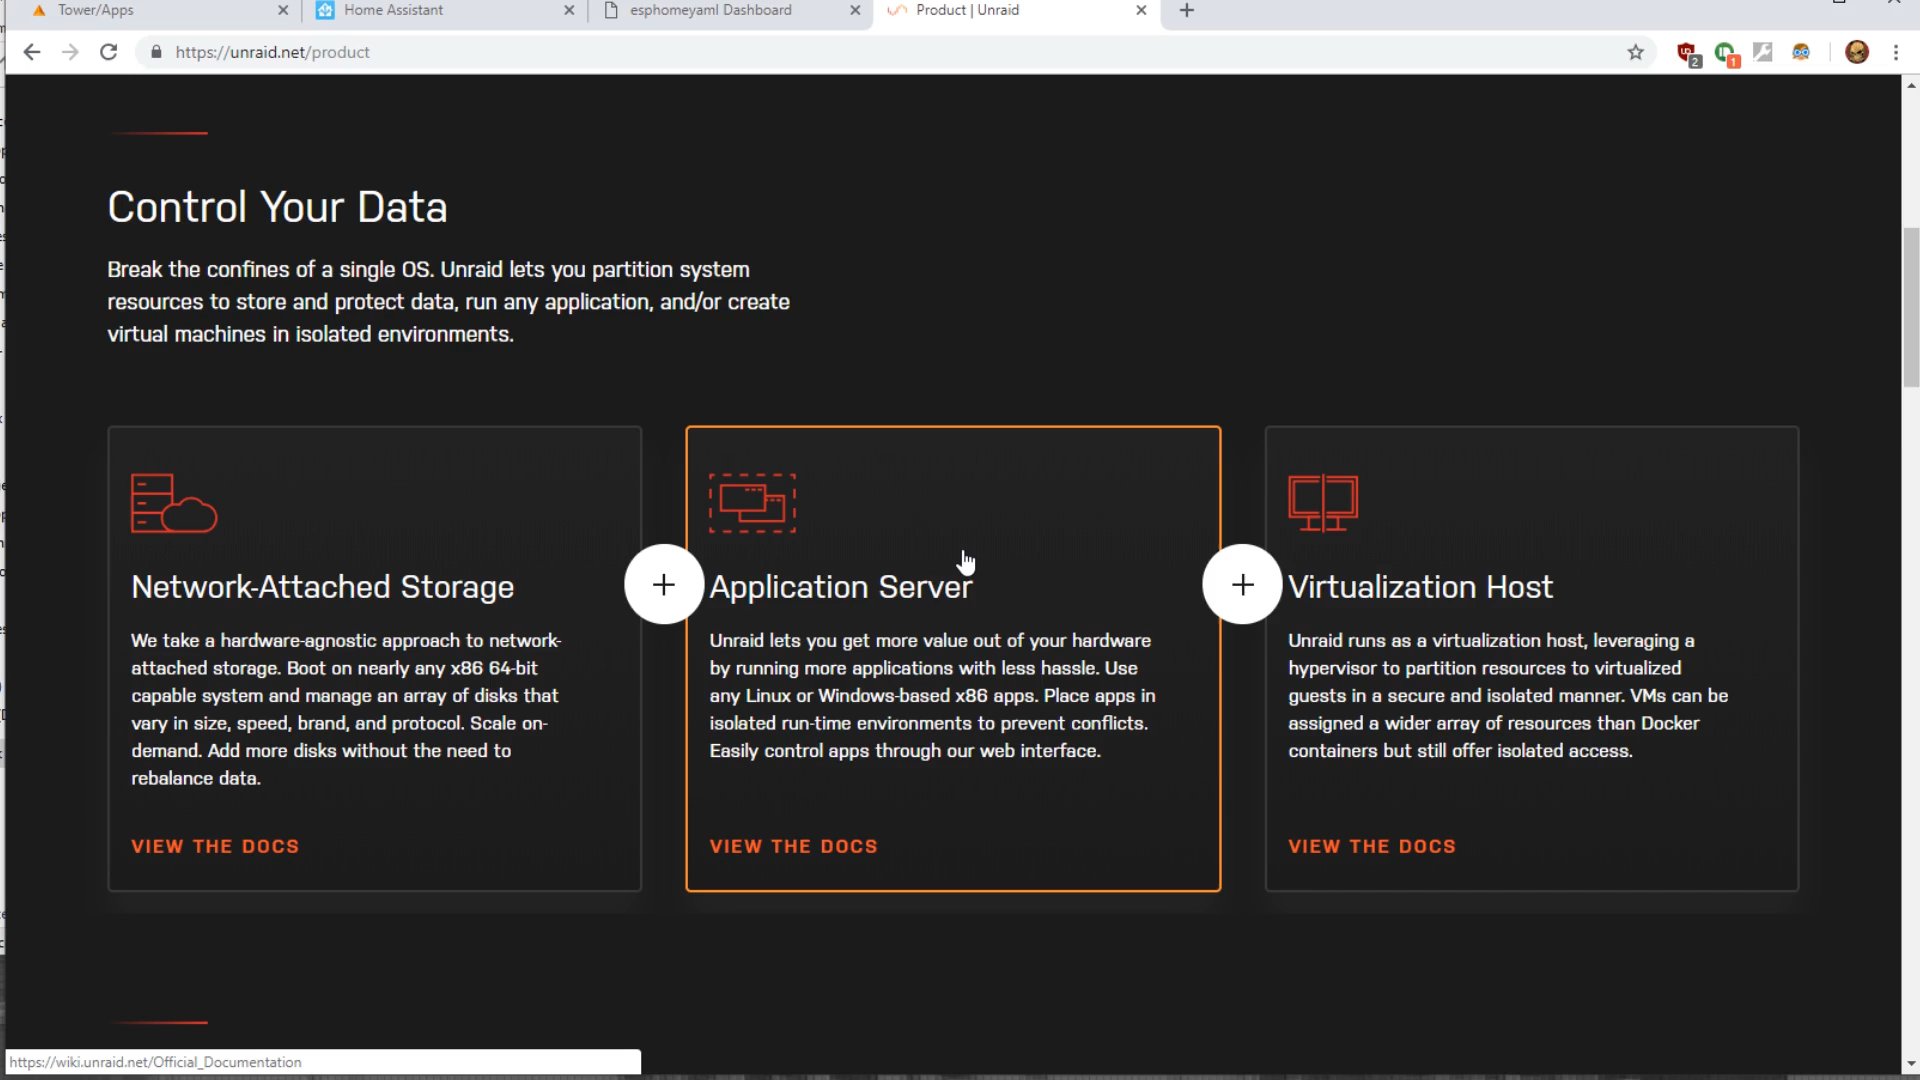 Tower/Apps
Home Assistant
esphomeyaml Dashboard
Product | Unraid
https://unraid.net/product
2
1
Control Your Data
Break the confines of a single OS. Unraid lets you partition system
resources to store and protect data, run any application, and/or create
virtual machines in isolated environments.
Network-Attached Storage
We take a hardware-agnostic approach to network-
attached storage. Boot on nearly any x86 64-bit
capable system and manage an array of disks that
vary in size, speed, brand, and protocol. Scale on-
demand. Add more disks without the need to
rebalance data.
VIEW THE DOCS
Application Server
Unraid lets you get more value out of your hardware
by running more applications with less hassle. Use
any Linux or Windows-based x86 apps. Place apps in
isolated run-time environments to prevent conflicts.
Easily control apps through our web interface.
VIEW THE DOCS
Virtualization Host
Unraid runs as a virtualization host, leveraging a
hypervisor to partition resources to virtualized
guests in a secure and isolated manner. VMs can be
assigned a wider array of resources than Docker
containers but still offer isolated access.
VIEW THE DOCS
https://wiki.unraid.net/Official_Documentation